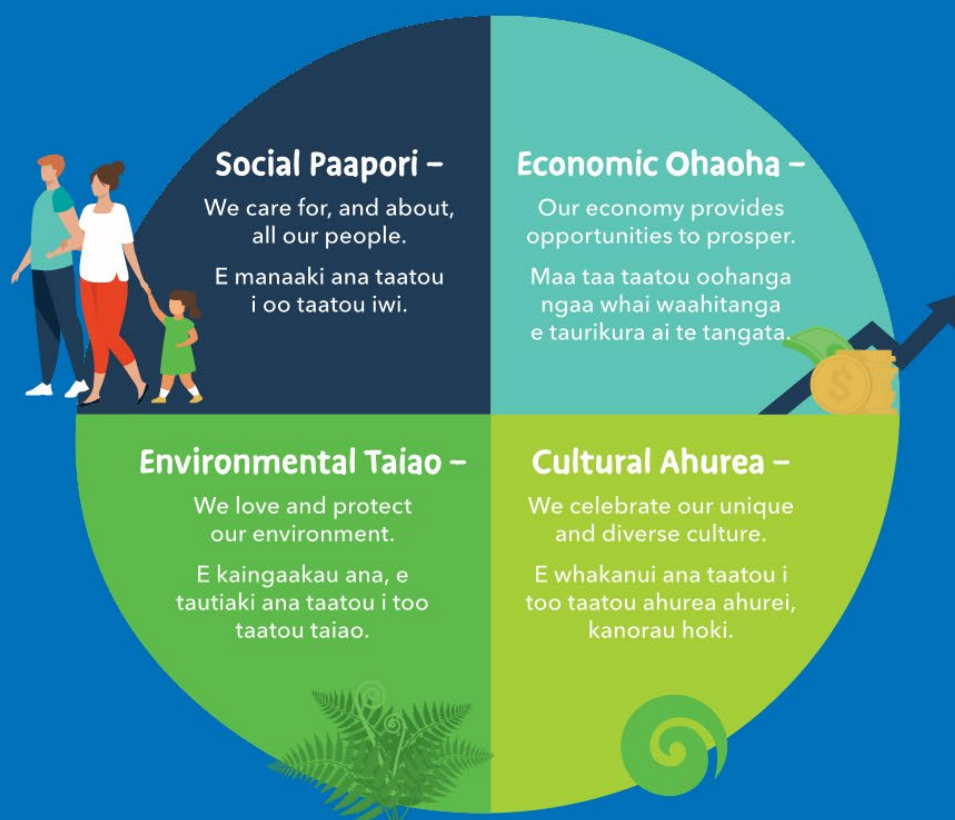 Social Paapori –
We care for, and about,
all our people.
E manaaki ana taatou
i oo taatou iwi.
Economic Ohaoha –
Our economy provides
opportunities to prosper.
Maa taa taatou oohanga
ngaa whai waahitanga
e taurikura ai te tangata.
$
Environmental Taiao –
We love and protect
our environment.
E kaingaakau ana, e
tautiaki ana taatou i too
taatou taiao.
Cultural Ahurea –
We celebrate our unique
and diverse culture.
E whakanui ana taatou i
too taatou ahurea ahurei,
kanorau hoki.